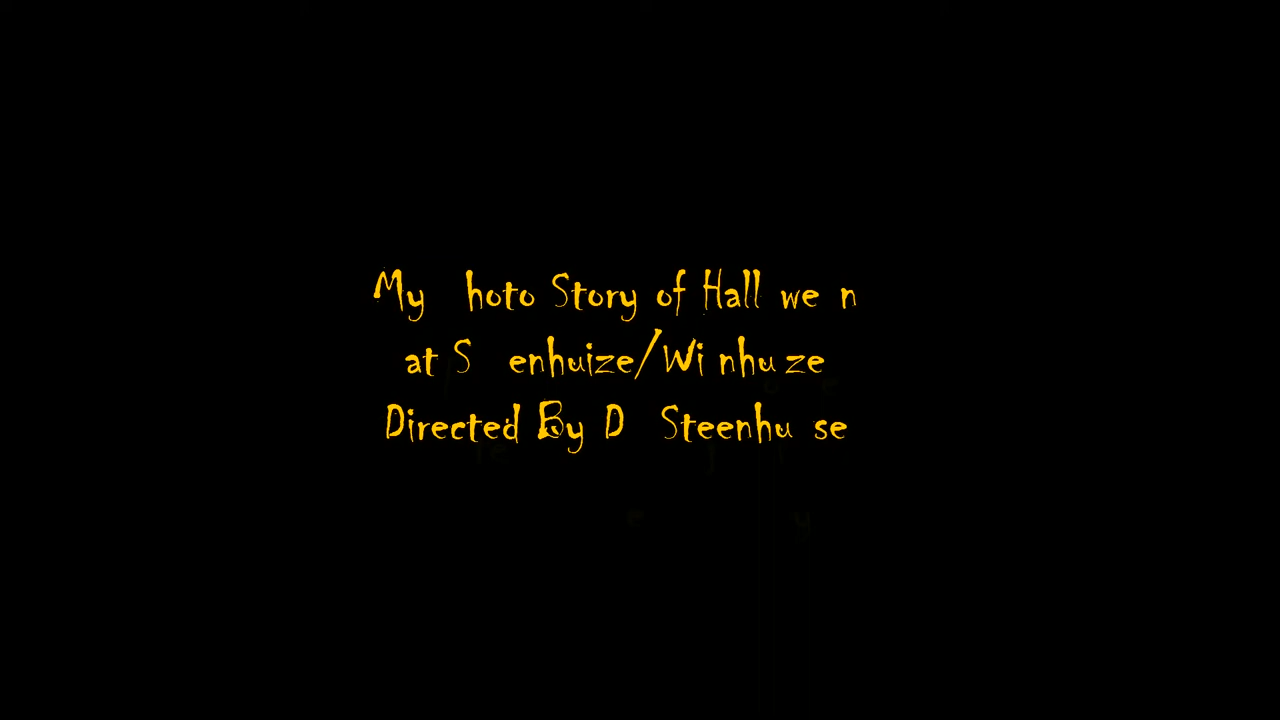 My hoto Story of Hall we n
at S enhuize/Wi nhu ze
Directed By D Steenhu se